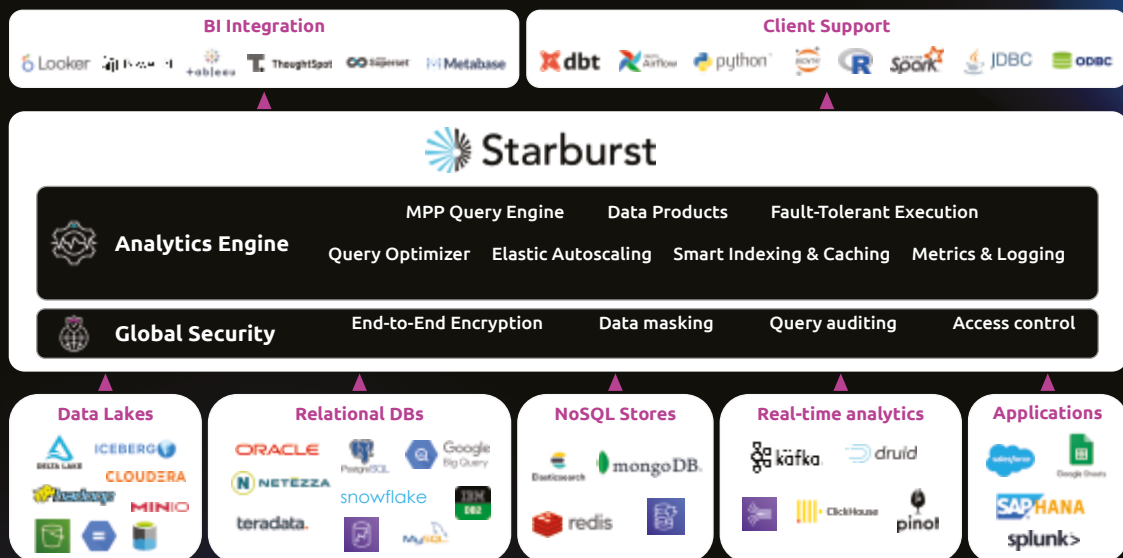 BI Integration
Looker
tableau
ThoughtSpot
Superset
Metabase
Client Support
dbt
Airflow
python
R
Spark
JDBC
ODBC
Starburst
Analytics Engine
MPP Query Engine Data Products Fault-Tolerant Execution
Query Optimizer Elastic Autoscaling Smart Indexing & Caching Metrics & Logging
Global Security
End-to-End Encryption Data masking Query auditing Access control
Data Lakes
DELTA LAKE
ICEBERG
CLOUDERA
hadoop
MINIO
Relational DBs
ORACLE
PostgreSQL
Google
Big Query
N NETEZZA
snowflake
IBM
DB2
teradata.
MySQL
NoSQL Stores
Elasticsearch
mongoDB.
redis
Real-time analytics
kafka
druid
ClickHouse
pinot
Applications
salesforce
Google Sheets
SAP HANA
splunk>